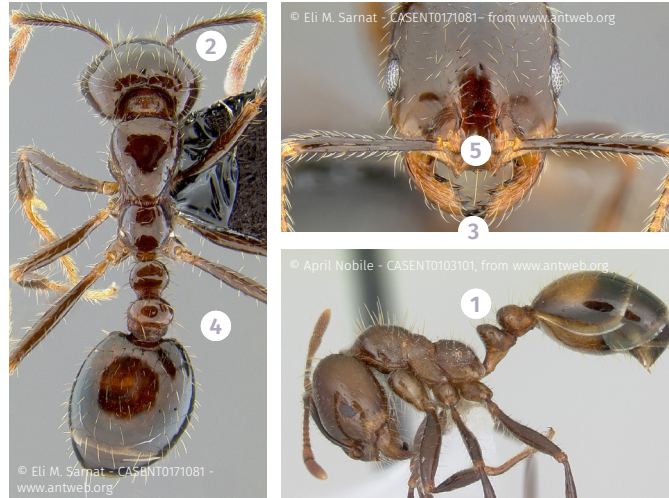 2
4
© Eli M. Sarnat - CASENT0171081 -
www.antweb.org
© Eli M. Sarnat - CASENT0171081– from www.antweb.org
5
3
© April Nobile - CASENT0103101, from www.antweb.org
1